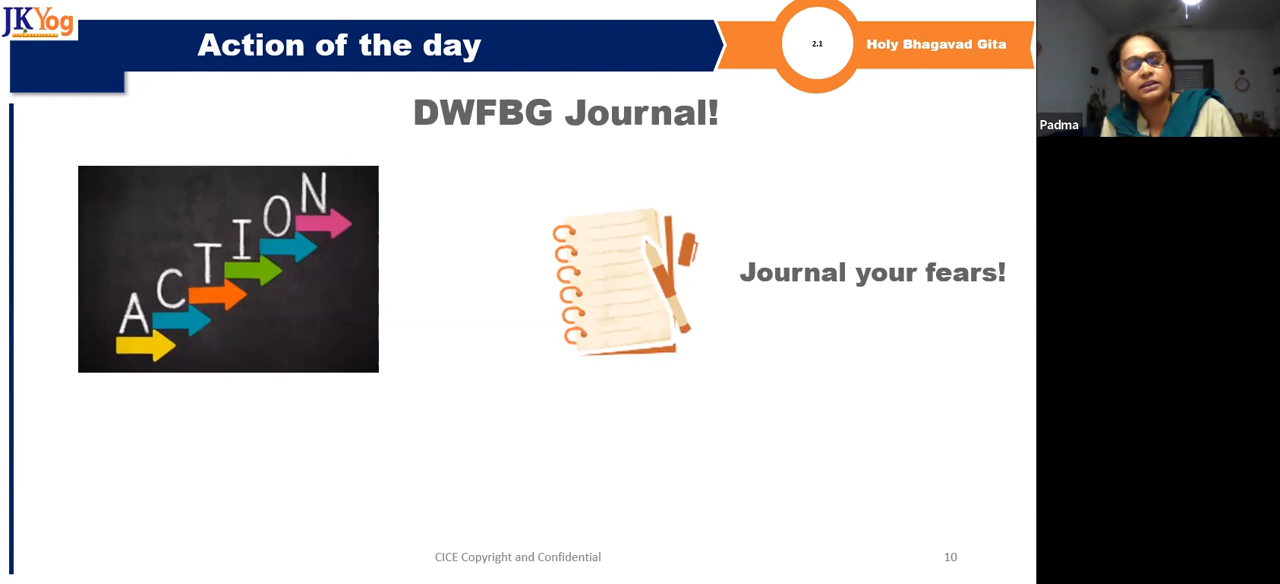 JKYog
Action of the day
2.1
Holy Bhagavad Gita
DWFBG Journal!
ACTION
Journal your fears!
Padma
CICE Copyright and Confidential
10